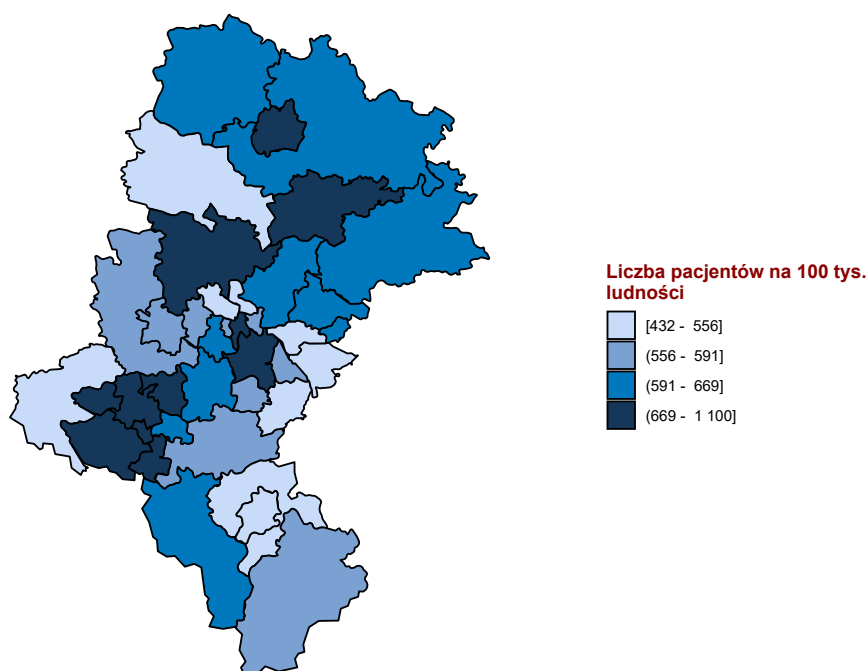 Liczba pacjentów na 100 tys.
ludności
[432 - 556]
(556 - 591]
(591 - 669]
(669 - 1 100]